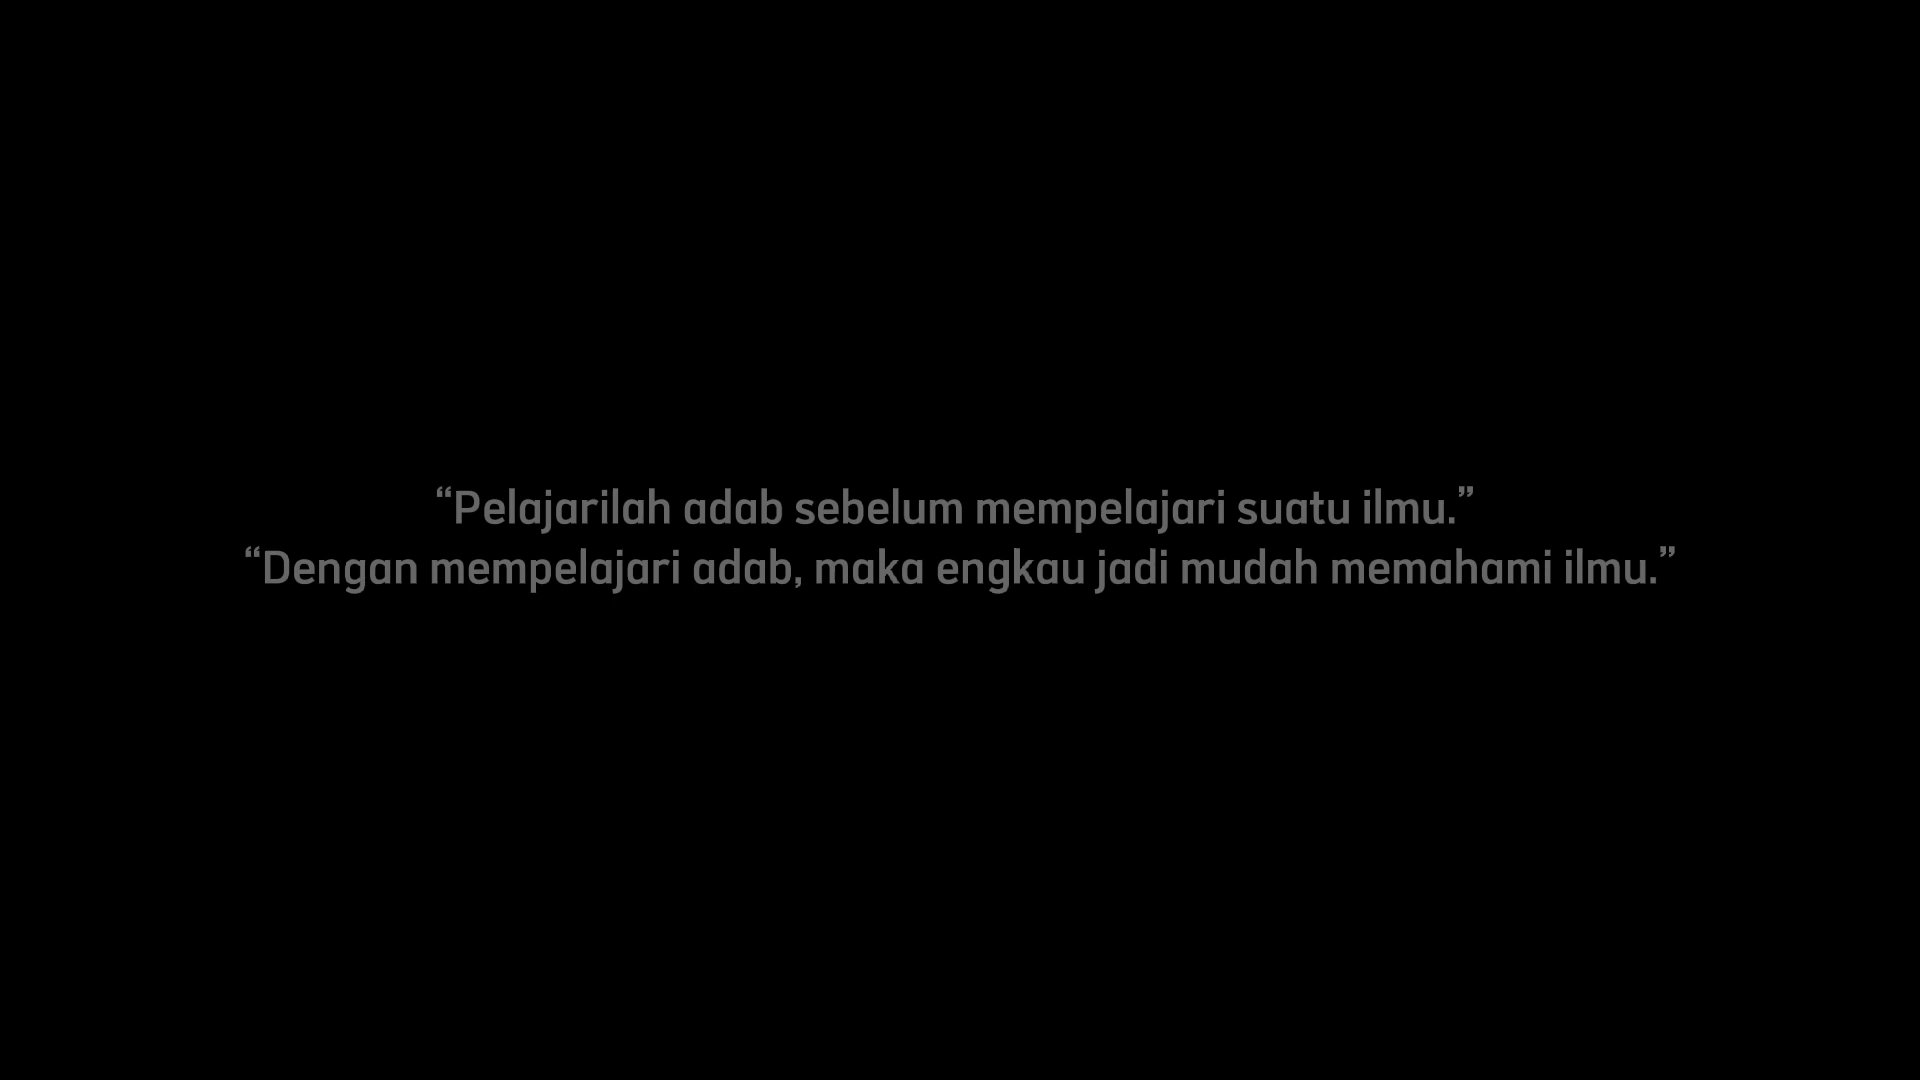 “Pelajarilah adab sebelum mempelajari suatu ilmu.”
“Dengan mempelajari adab, maka engkau jadi mudah memahami ilmu.”